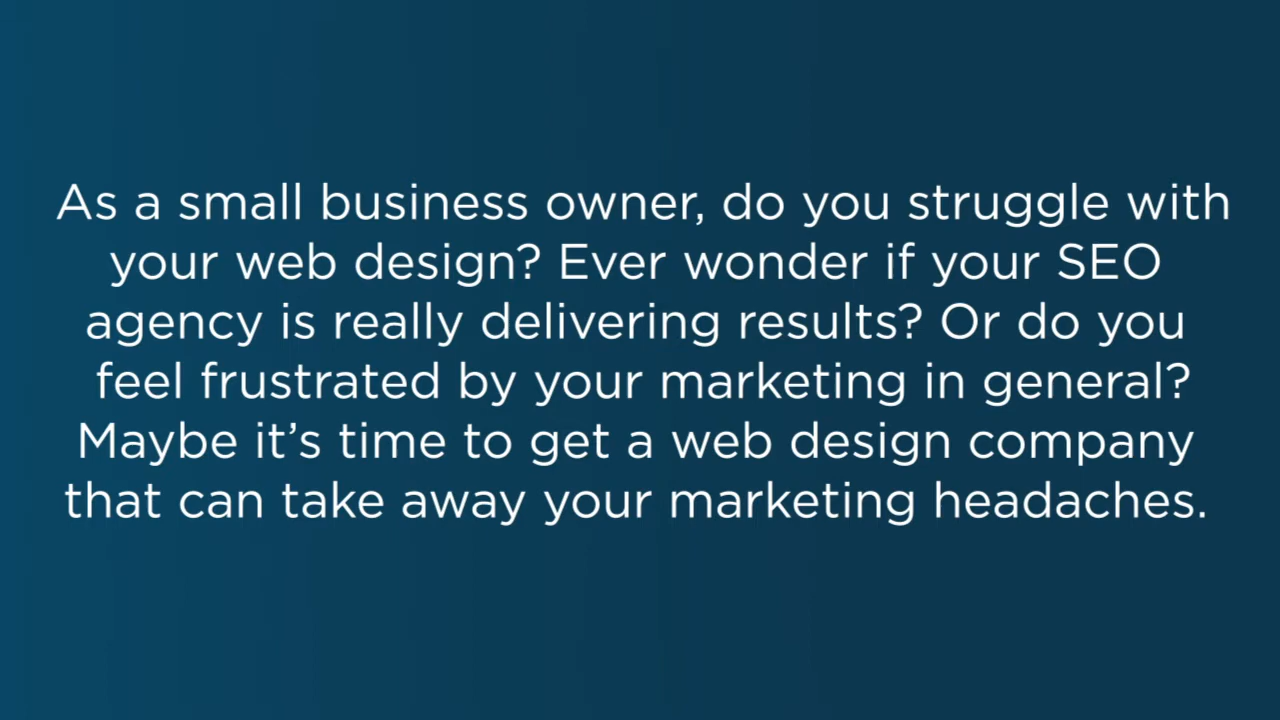 As a small business owner, do you struggle with
your web design? Ever wonder if your SEO
agency is really delivering results? Or do you
feel frustrated by your marketing in general?
Maybe it’s time to get a web design company
that can take away your marketing headaches.